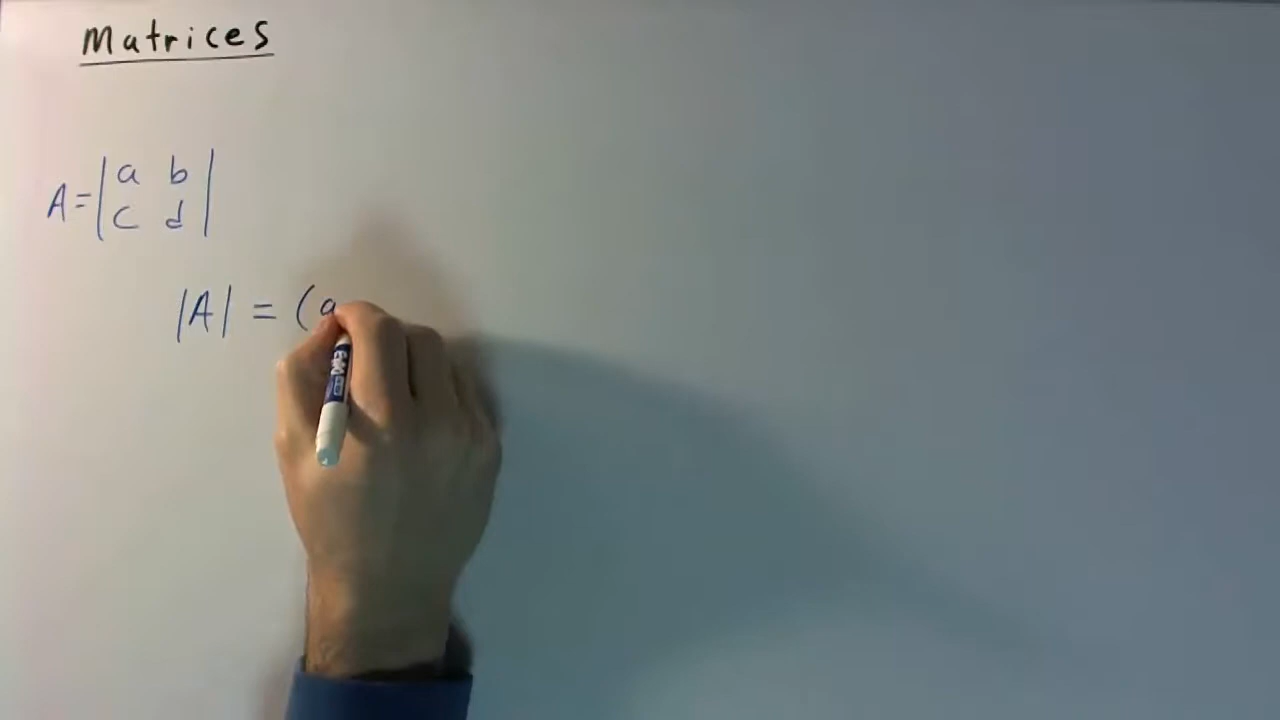 Matrices
A = | a b |
| c d |
|A| = (a